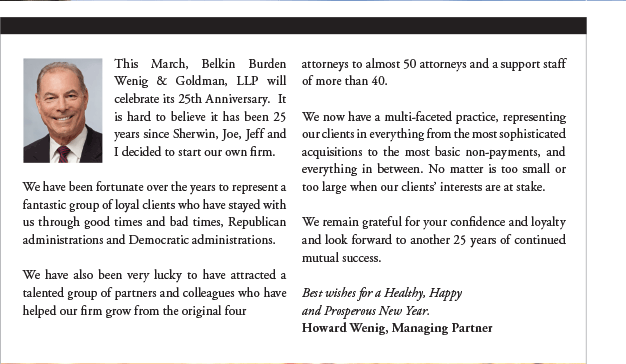 This March, Belkin Burden
Wenig & Goldman, LLP will
celebrate its 25th Anniversary. It
is hard to believe it has been 25
years since Sherwin, Joe, Jeff and
I decided to start our own firm.
We have been fortunate over the years to represent a
fantastic group of loyal clients who have stayed with
us through good times and bad times, Republican
administrations and Democratic administrations.
We have also been very lucky to have attracted a
talented group of partners and colleagues who have
helped our firm grow from the original four
attorneys to almost 50 attorneys and a support staff
of more than 40.
We now have a multi-faceted practice, representing
our clients in everything from the most sophisticated
acquisitions to the most basic non-payments, and
everything in between. No matter is too small or
too large when our clients' interests are at stake.
We remain grateful for your confidence and loyalty
and look forward to another 25 years of continued
mutual success.
Best wishes for a Healthy, Happy
and Prosperous New Year.
Howard Wenig, Managing Partner